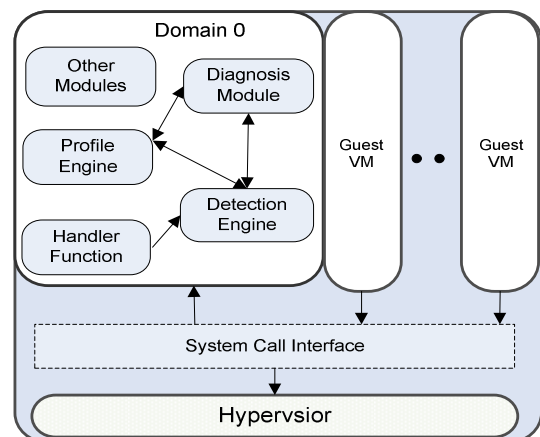 Domain 0
Other
Modules
Diagnosis
Module
Profile
Engine
Detection
Engine
Handler
Function
Guest
VM
Guest
VM
System Call Interface
Hypervsior